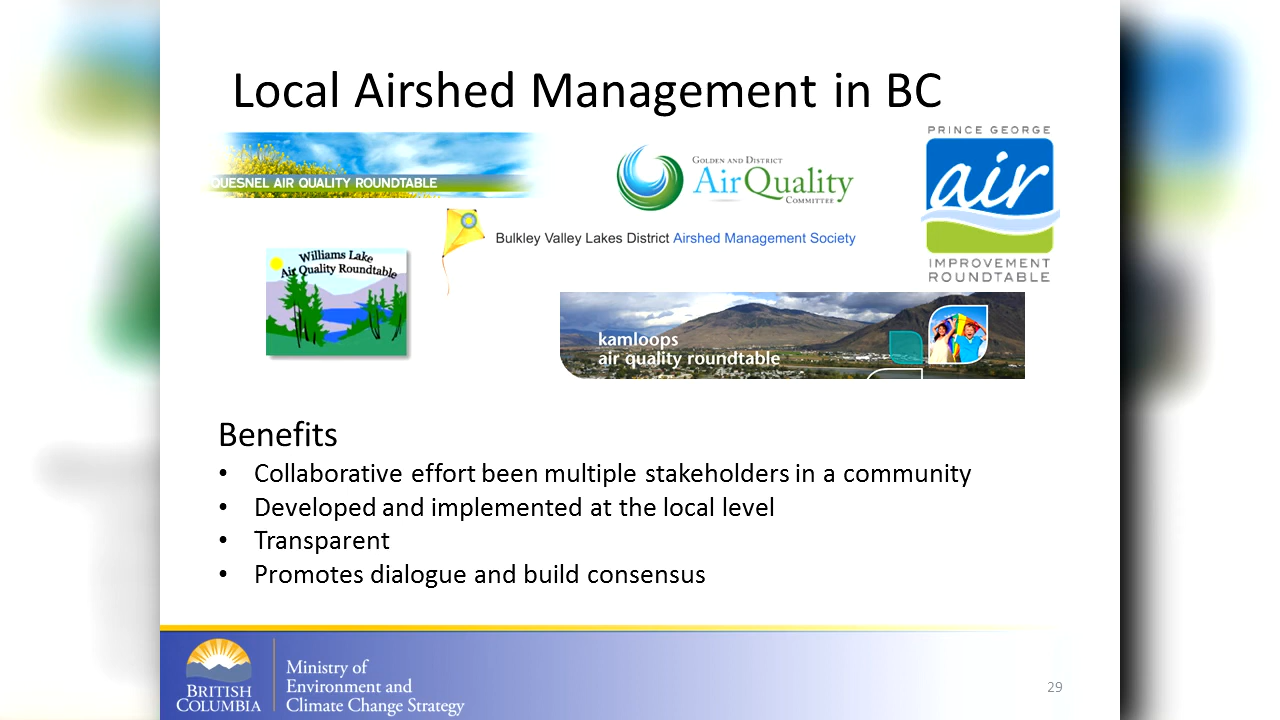 Local Airshed Management in BC
QUESNEL AIR QUALITY ROUNDTABLE
GOLDEN AND DISTRICT
AirQuality
COMMITTEE
PRINCE GEORGE
air
IMPROVEMENT
ROUNDTABLE
Bulkley Valley Lakes District Airshed Management Society
Williams Lake
Air Quality Roundtable
kamloops
air quality roundtable
Benefits
• Collaborative effort been multiple stakeholders in a community
• Developed and implemented at the local level
• Transparent
• Promotes dialogue and build consensus
BRITISH
COLUMBIA
Ministry of
Environment and
Climate Change Strategy
29